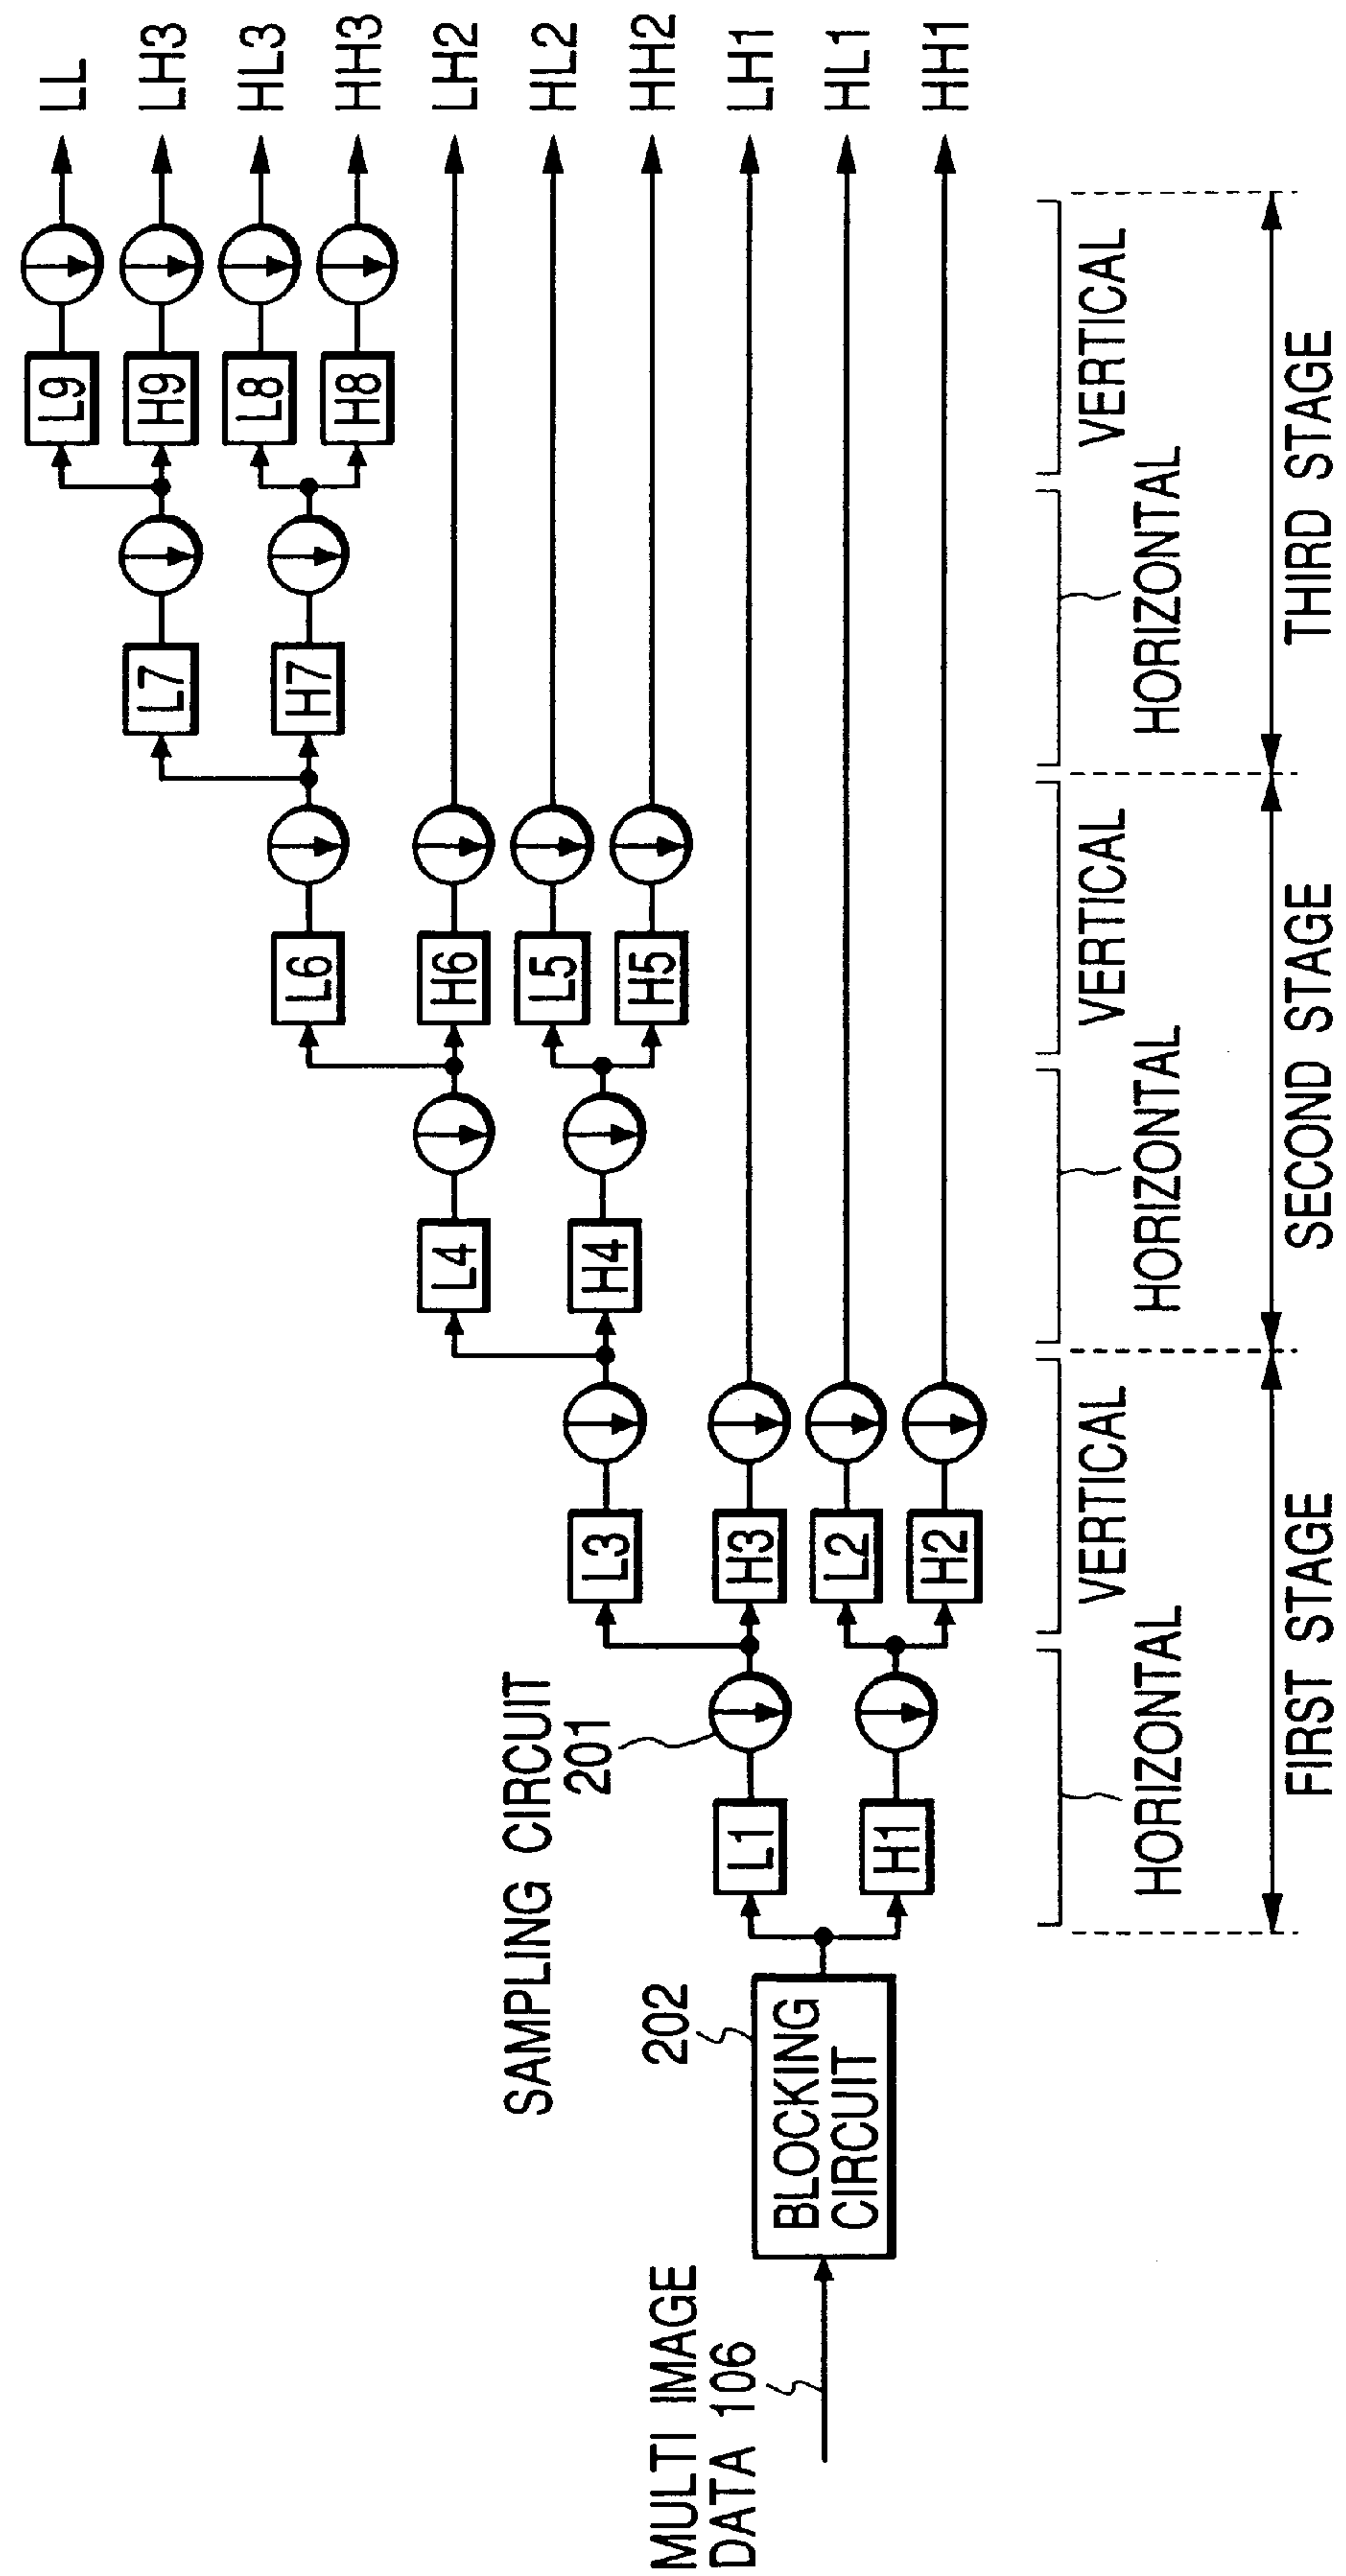 MULTI IMAGE
DATA 106
BLOCKING
CIRCUIT
202
SAMPLING CIRCUIT
201
L1
H1
L3
H3
L2
H2
L4
H4
L6
H6
L5
H5
L7
H7
L9
H9
L8
H8
LL
LH3
HL3
HH3
LH2
HL2
HH2
LH1
HL1
HH1
HORIZONTAL
VERTICAL
HORIZONTAL
VERTICAL
HORIZONTAL
VERTICAL
FIRST STAGE
SECOND STAGE
THIRD STAGE